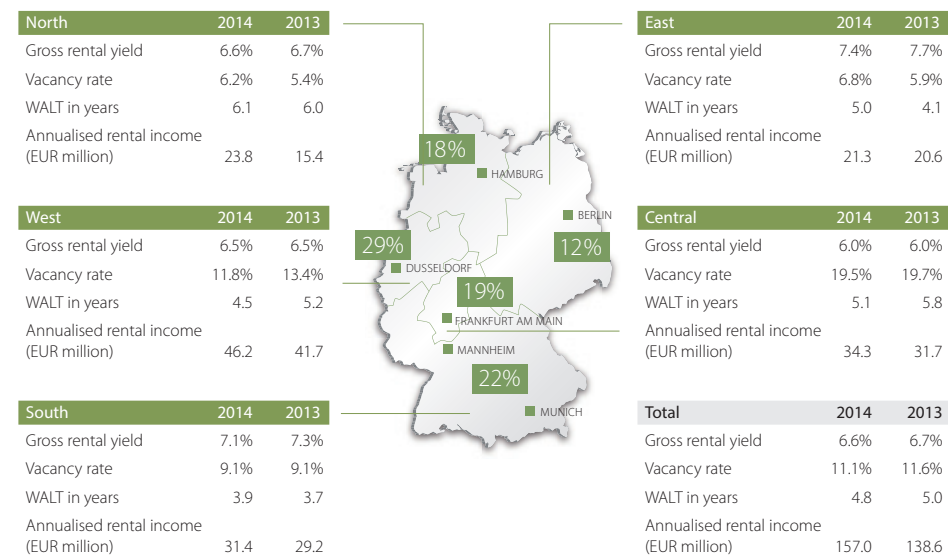 North 2014 2013
Gross rental yield 6.6% 6.7%
Vacancy rate 6.2% 5.4%
WALT in years 6.1 6.0
Annualised rental income
(EUR million) 23.8 15.4
West 2014 2013
Gross rental yield 6.5% 6.5%
Vacancy rate 11.8% 13.4%
WALT in years 4.5 5.2
Annualised rental income
(EUR million) 46.2 41.7
South 2014 2013
Gross rental yield 7.1% 7.3%
Vacancy rate 9.1% 9.1%
WALT in years 3.9 3.7
Annualised rental income
(EUR million) 31.4 29.2
18%
HAMBURG
BERLIN
29%
12%
DUSSELDORF
19%
FRANKFURT AM MAIN
MANNHEIM
22%
MUNICH
East 2014 2013
Gross rental yield 7.4% 7.7%
Vacancy rate 6.8% 5.9%
WALT in years 5.0 4.1
Annualised rental income
(EUR million) 21.3 20.6
Central 2014 2013
Gross rental yield 6.0% 6.0%
Vacancy rate 19.5% 19.7%
WALT in years 5.1 5.8
Annualised rental income
(EUR million) 34.3 31.7
Total 2014 2013
Gross rental yield 6.6% 6.7%
Vacancy rate 11.1% 11.6%
WALT in years 4.8 5.0
Annualised rental income
(EUR million) 157.0 138.6